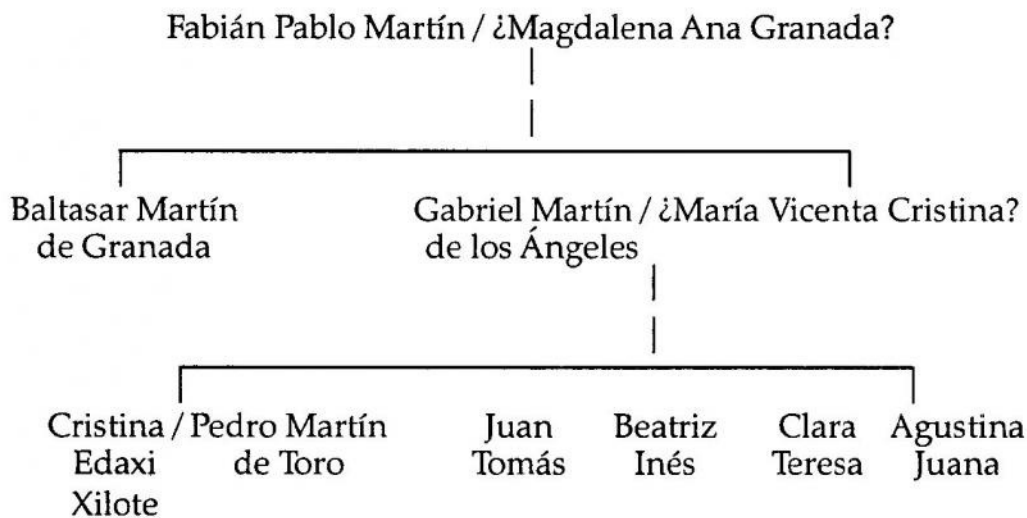 Fabián Pablo Martín / ¿Magdalena Ana Granada?
Baltasar Martín
de Granada
Gabriel Martín / ¿María Vicenta Cristina?
de los Ángeles
Cristina / Pedro Martín
Edaxi de Toro
Xilote
Juan
Tomás
Beatriz
Inés
Clara
Teresa
Agustina
Juana